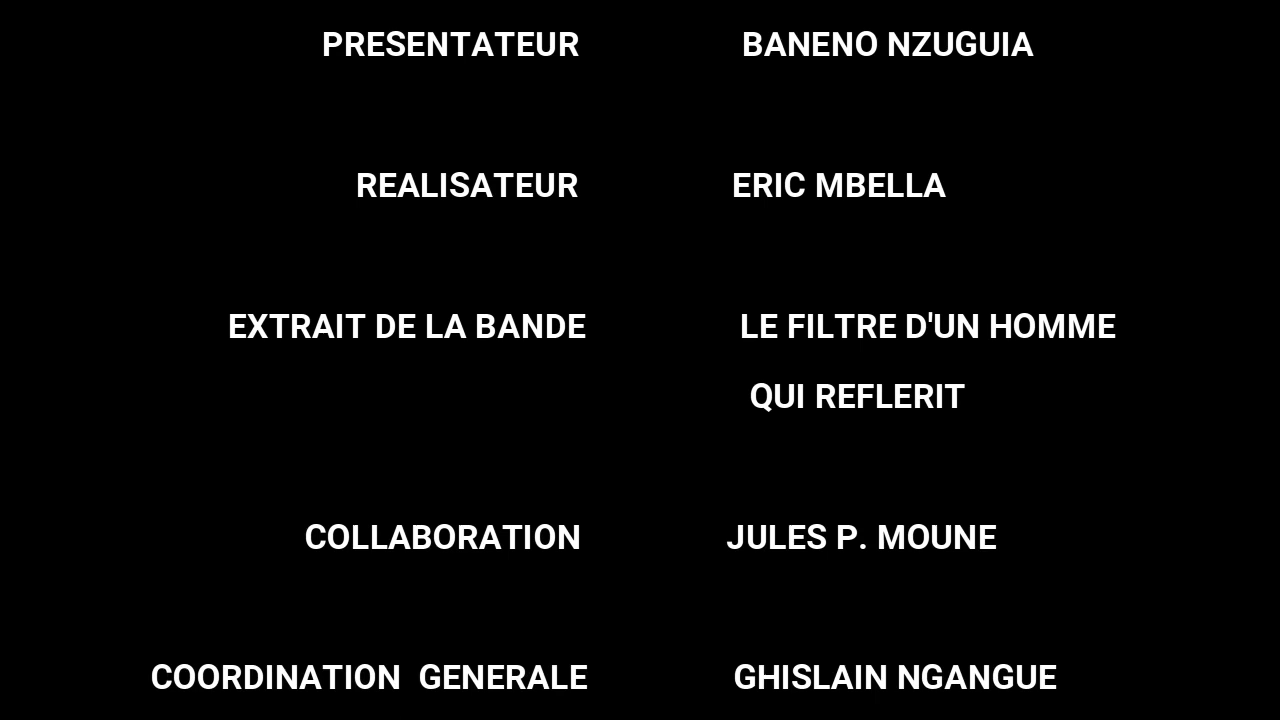 PRESENTATEUR BANENO NZUGUIA
REALISATEUR ERIC MBELLA
EXTRAIT DE LA BANDE LE FILTRE D'UN HOMME
QUI REFLERIT
COLLABORATION JULES P. MOUNE
COORDINATION GENERALE GHISLAIN NGANGUE